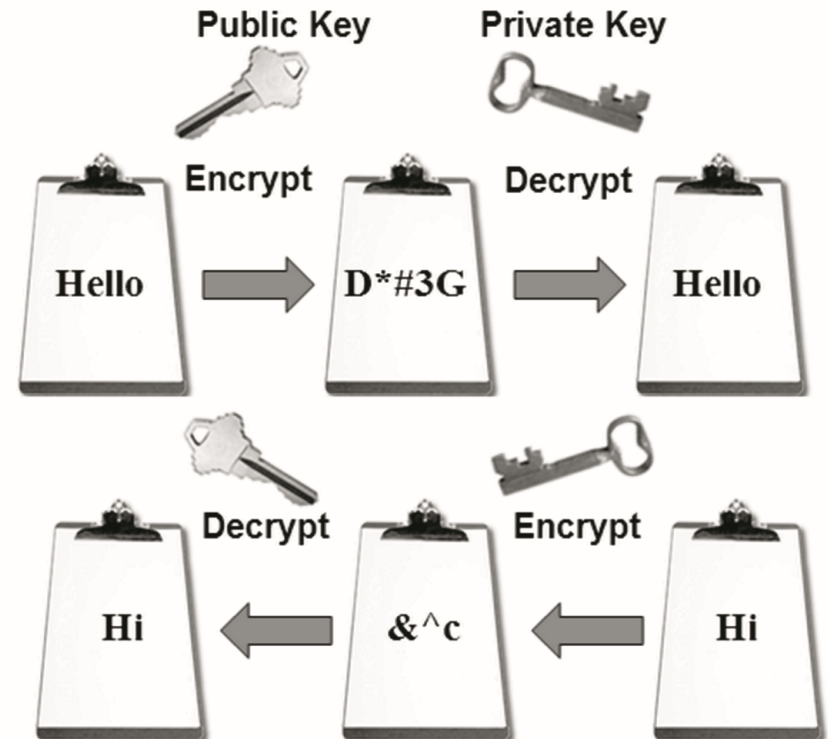 Public Key Private Key
Encrypt Decrypt
Hello D*#3G Hello
Decrypt Encrypt
Hi &^c Hi